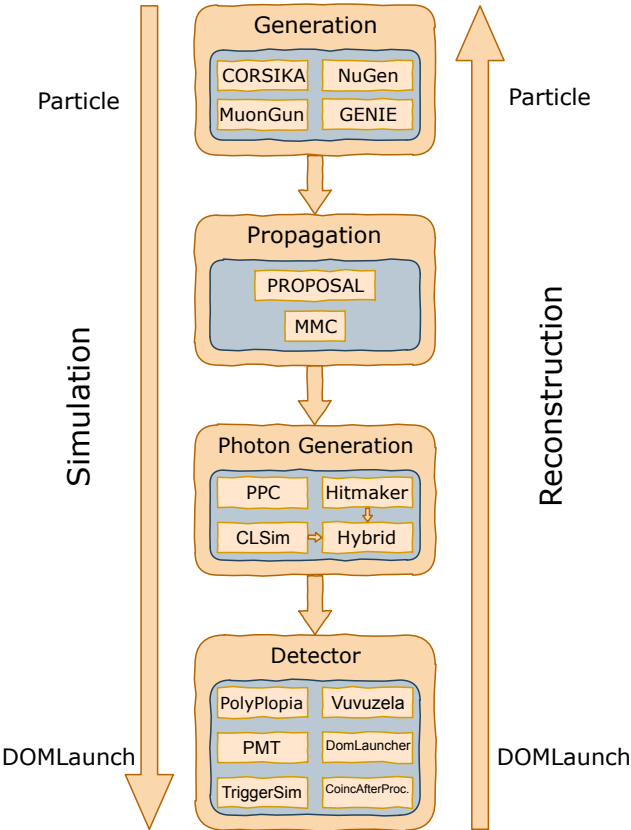 Generation
CORSIKA NuGen
MuonGun GENIE
Particle
Particle
Propagation
PROPOSAL
MMC
Simulation
Reconstruction
Photon Generation
PPC Hitmaker
CLSim Hybrid
Detector
PolyPlopia Vuvuzela
PMT DomLauncher
TriggerSim CoincAfterProc.
DOMLaunch
DOMLaunch